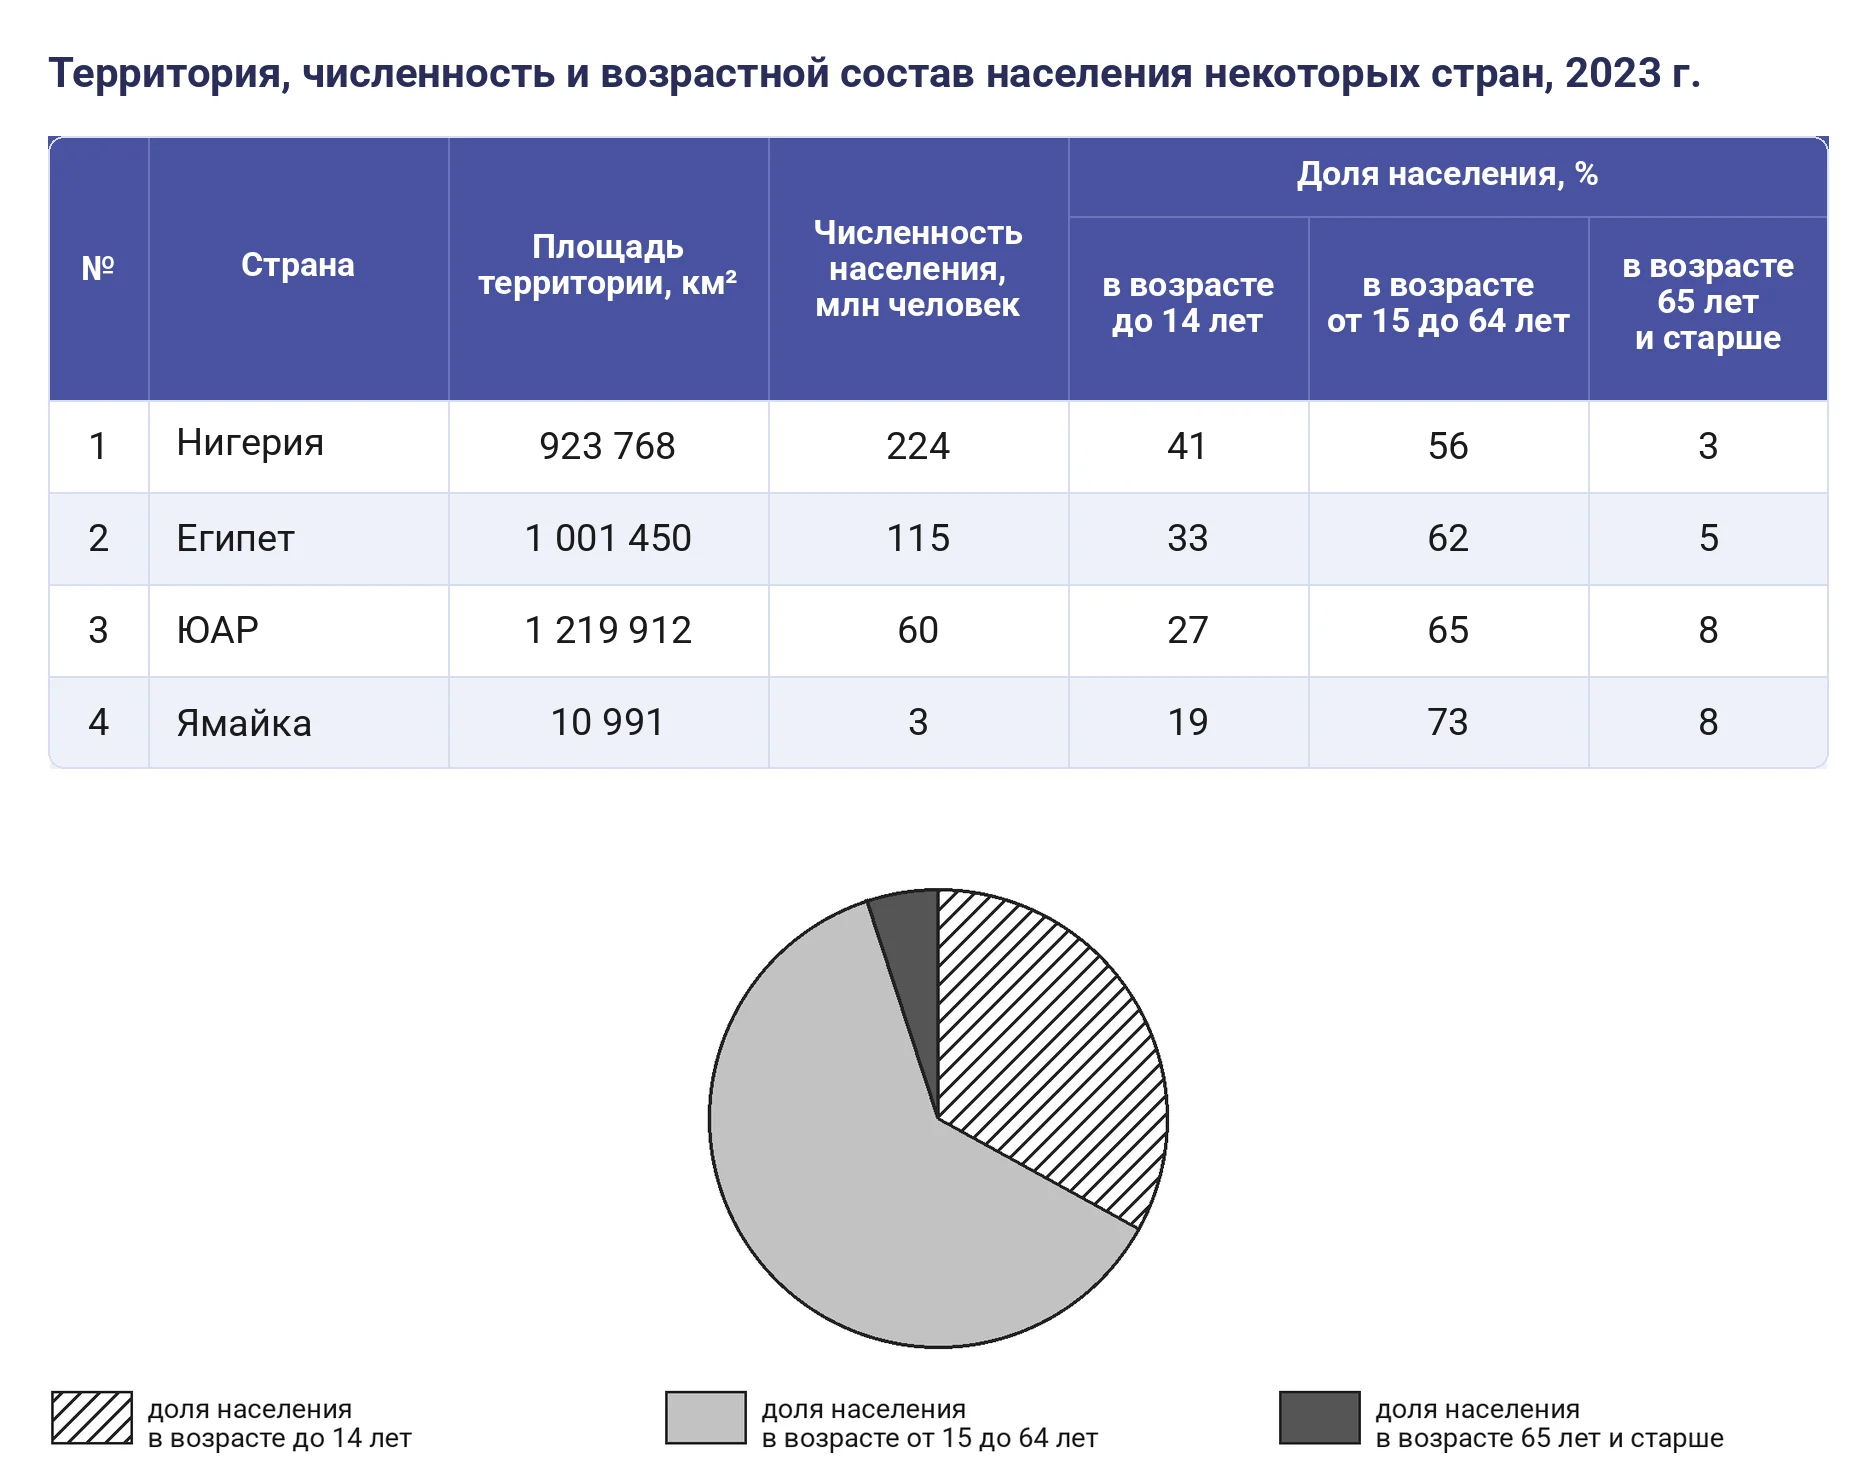 Территория, численность и возрастной состав населения некоторых стран, 2023 г.
№
Страна
Площадь
территории, км²
Численность
населения,
млн человек
Доля населения, %
в возрасте
до 14 лет
в возрасте
от 15 до 64 лет
в возрасте
65 лет
и старше
1 Нигерия 923 768 224 41 56 3
2 Египет 1 001 450 115 33 62 5
3 ЮАР 1 219 912 60 27 65 8
4 Ямайка 10 991 3 19 73 8
доля населения
в возрасте до 14 лет
доля населения
в возрасте от 15 до 64 лет
доля населения
в возрасте 65 лет и старше